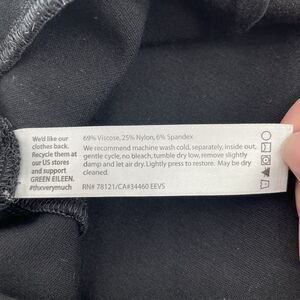 We'd like our
clothes back.
Recycle them at
our US stores
and support
GREEN EILEEN.
#thxverymuch
69% Viscose, 25% Nylon, 6% Spandex
We recommend machine wash cold, separately, inside out,
gentle cycle, no bleach, tumble dry low, remove slightly
damp and let air dry. Lightly press to restore. May be dry
cleaned.
RN# 78121/CA#34460 EEVS